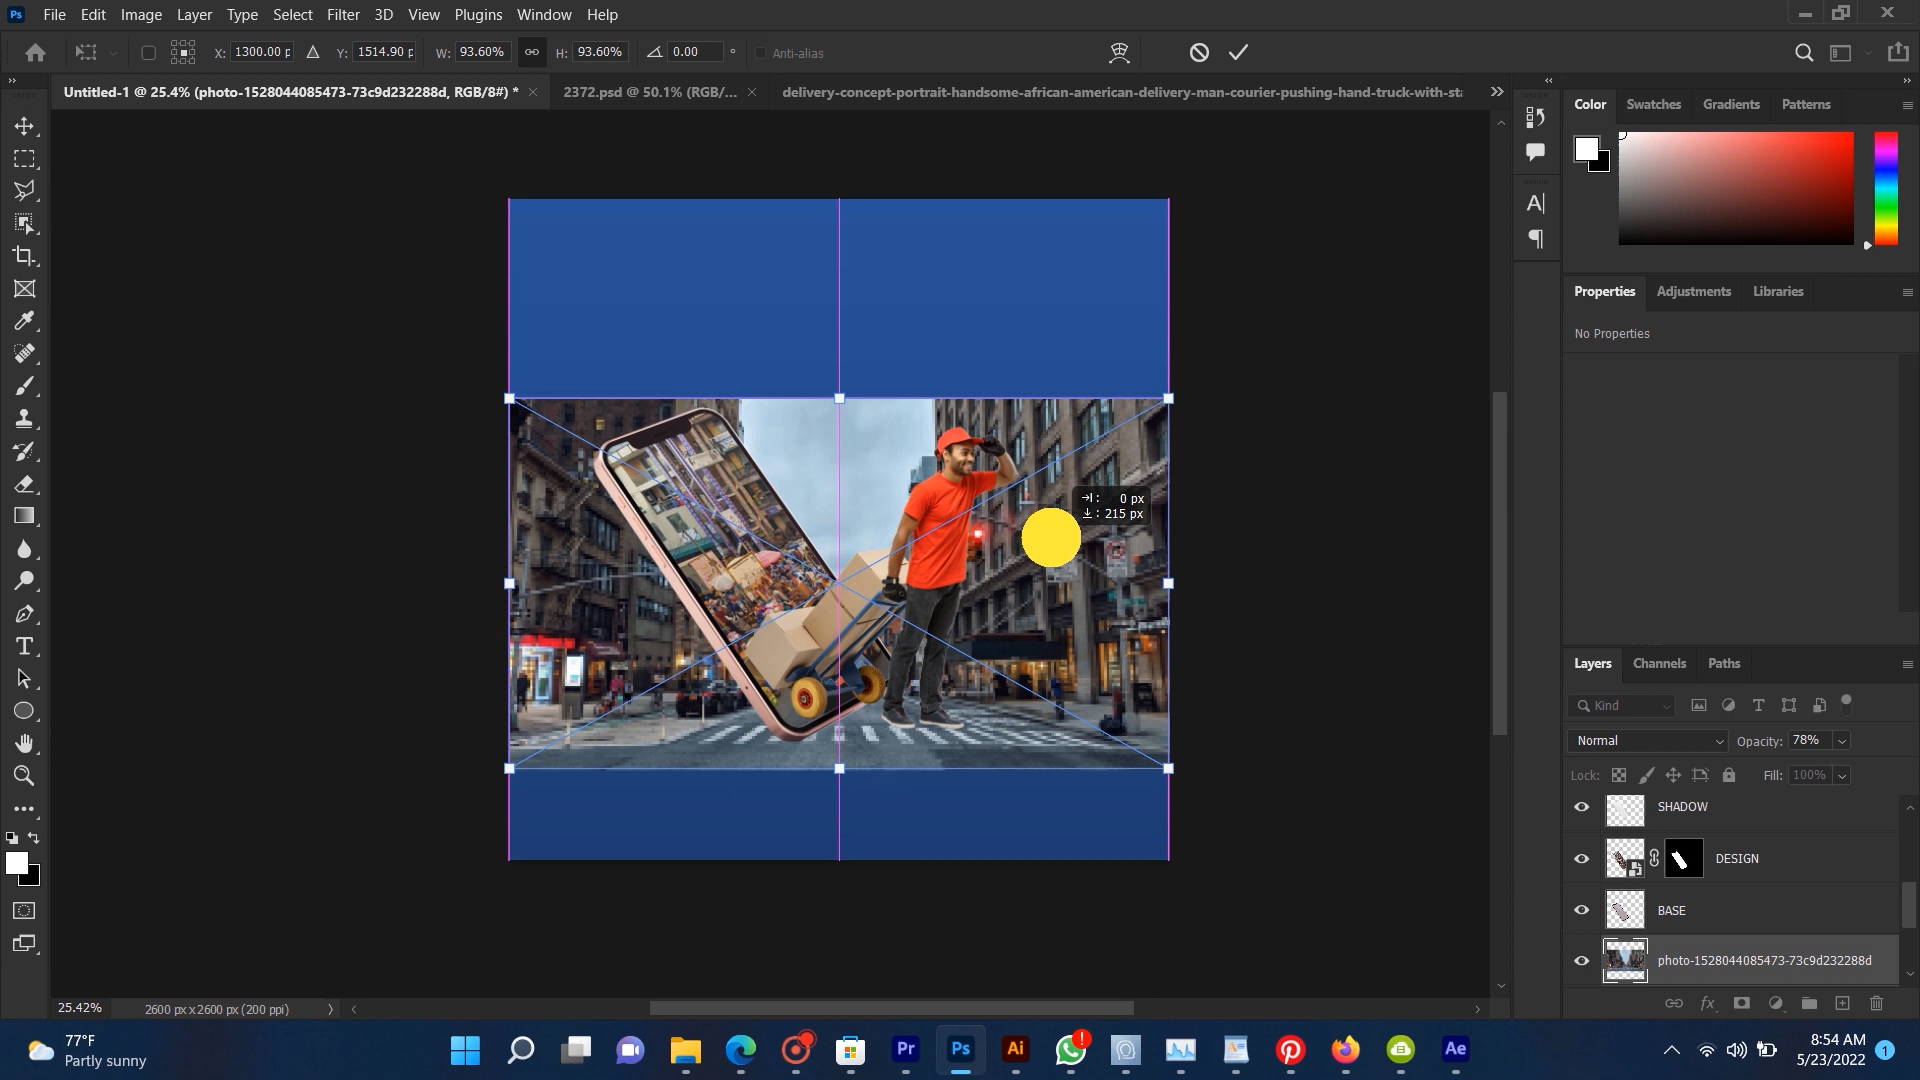 File Edit Image Layer Type Select Filter 3D View Plugins Window Help
X: 1300.00 p Y: 1514.90 p W: 93.60% H: 93.60% 0.00 ° Anti-alias
Untitled-1 @ 25.4% (photo-1528044085473-73c9d232288d, RGB/8#) * 2372.psd @ 50.1% (RGB/... delivery-concept-portrait-handsome-african-american-delivery-man-courier-pushing-hand-truck-with-sta
Color Swatches Gradients Patterns
Properties Adjustments Libraries
No Properties
0 px
215 px
Layers Channels Paths
Kind
Normal Opacity: 78%
Lock: Fill: 100%
SHADOW
DESIGN
BASE
photo-1528044085473-73c9d232288d
25.42% 2600 px x 2600 px (200 ppi)
77°F
Partly sunny
8:54 AM
5/23/2022
1